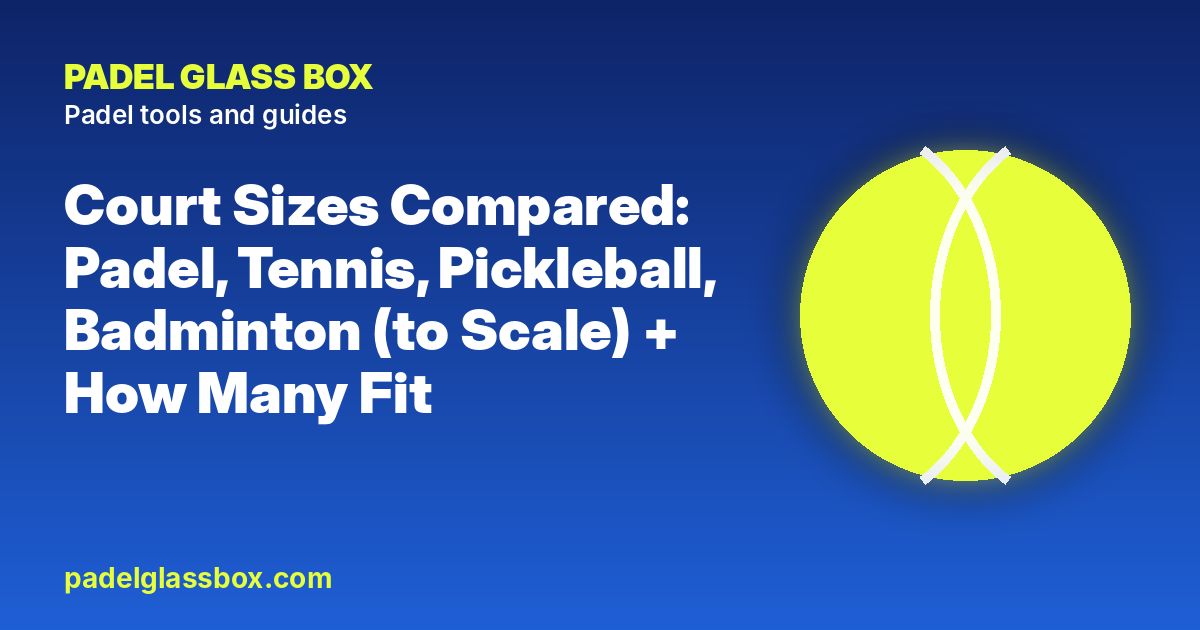 PADEL GLASS BOX
Padel tools and guides
Court Sizes Compared:
Padel, Tennis, Pickleball,
Badminton (to Scale) +
How Many Fit
padelglassbox.com